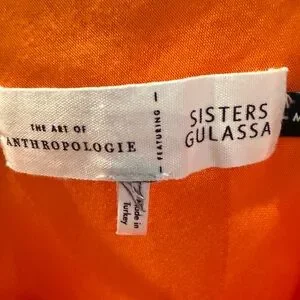 THE ART OF
ANTHROPOLOGIE
FEATURING
SISTERS
GULASSA
M
Made in
Turkey